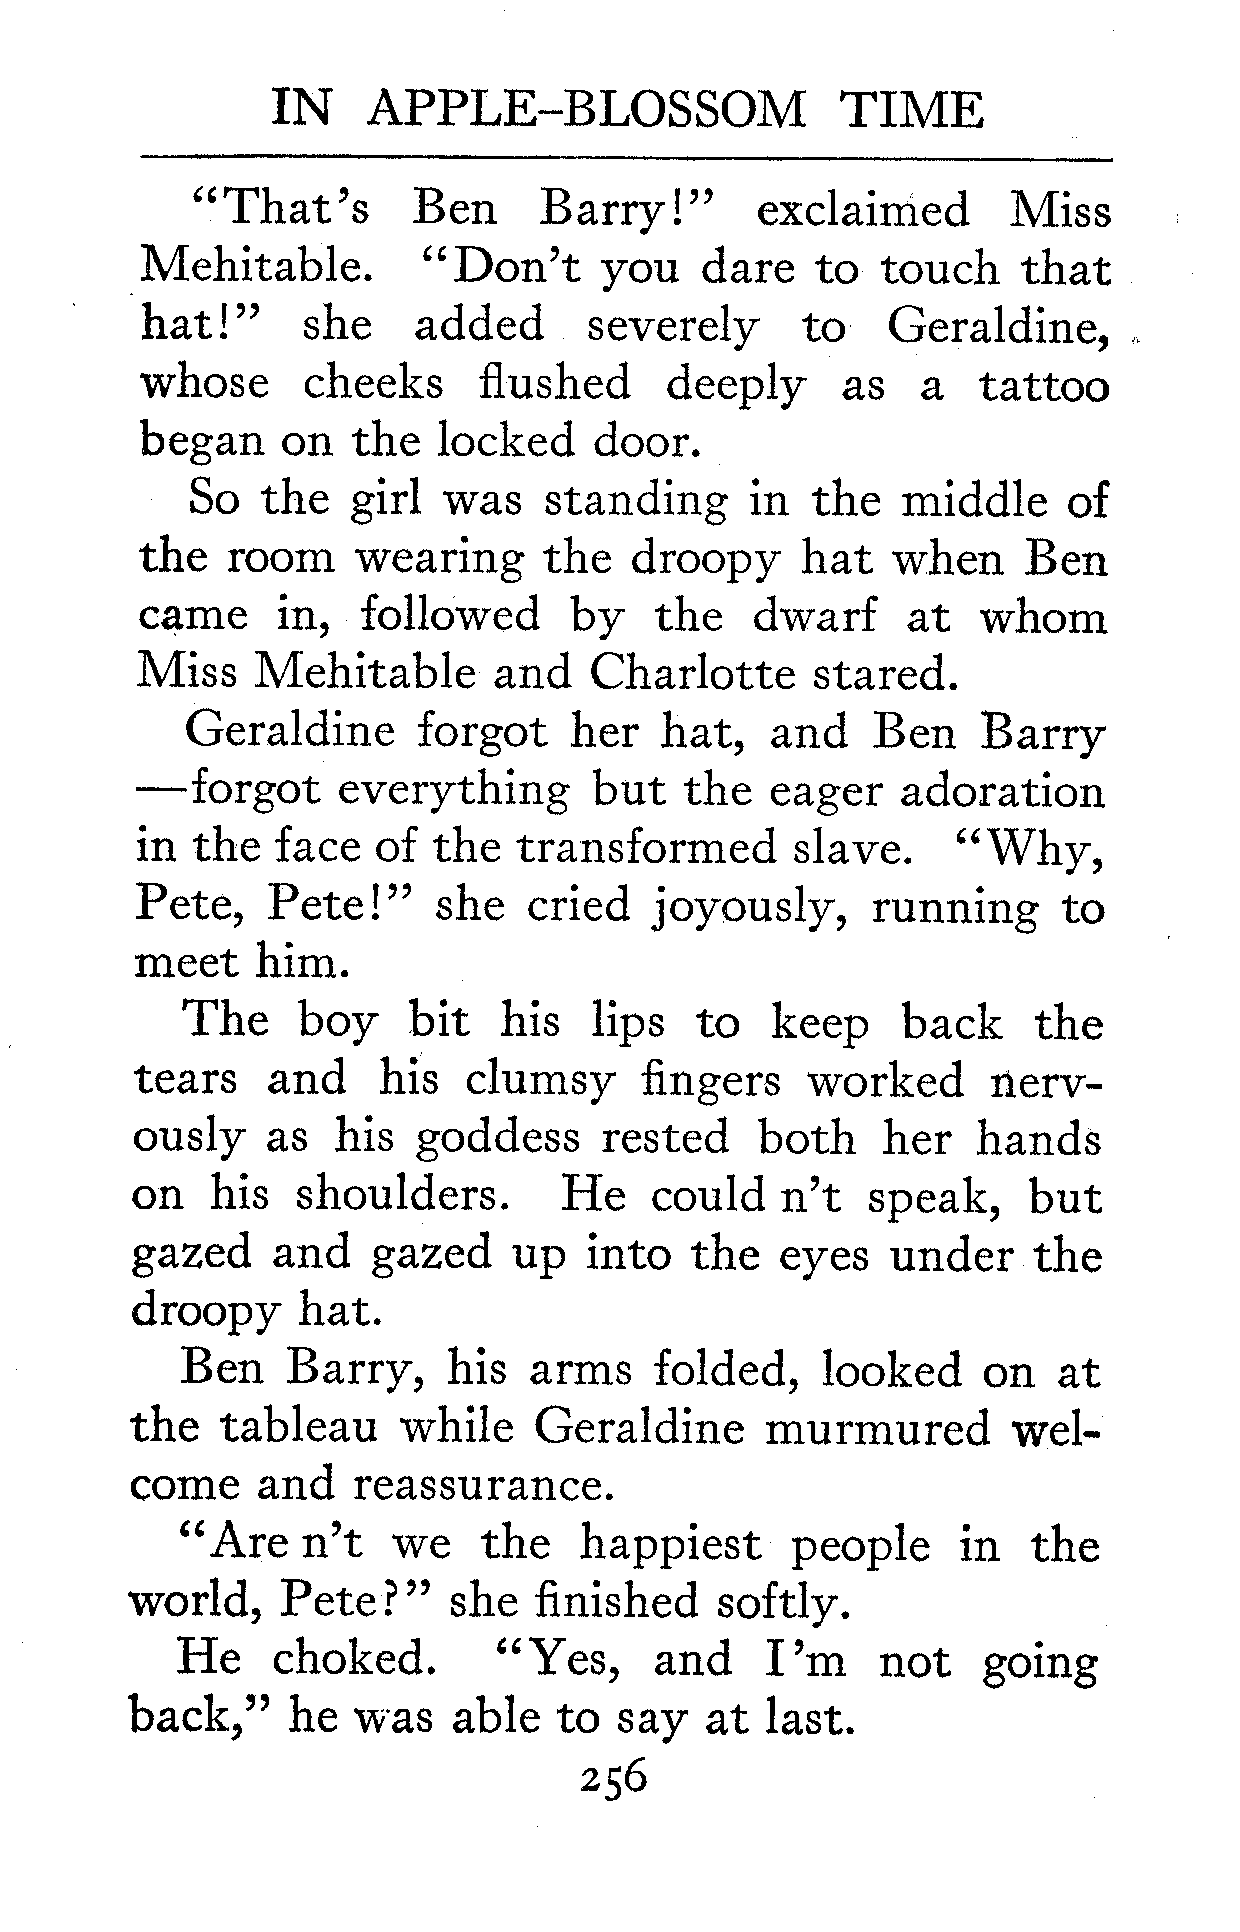 IN APPLE-BLOSSOM TIME
“That’s Ben Barry!” exclaimed Miss
Mehitable. “Don’t you dare to touch that
hat!” she added severely to Geraldine,
whose cheeks flushed deeply as a tattoo
began on the locked door.
So the girl was standing in the middle of
the room wearing the droopy hat when Ben
came in, followed by the dwarf at whom
Miss Mehitable and Charlotte stared.
Geraldine forgot her hat, and Ben Barry
—forgot everything but the eager adoration
in the face of the transformed slave. “Why,
Pete, Pete!” she cried joyously, running to
meet him.
The boy bit his lips to keep back the
tears and his clumsy fingers worked nerv-
ously as his goddess rested both her hands
on his shoulders. He could n’t speak, but
gazed and gazed up into the eyes under the
droopy hat.
Ben Barry, his arms folded, looked on at
the tableau while Geraldine murmured wel-
come and reassurance.
“Are n’t we the happiest people in the
world, Pete?” she finished softly.
He choked. “Yes, and I’m not going
back,” he was able to say at last.
256